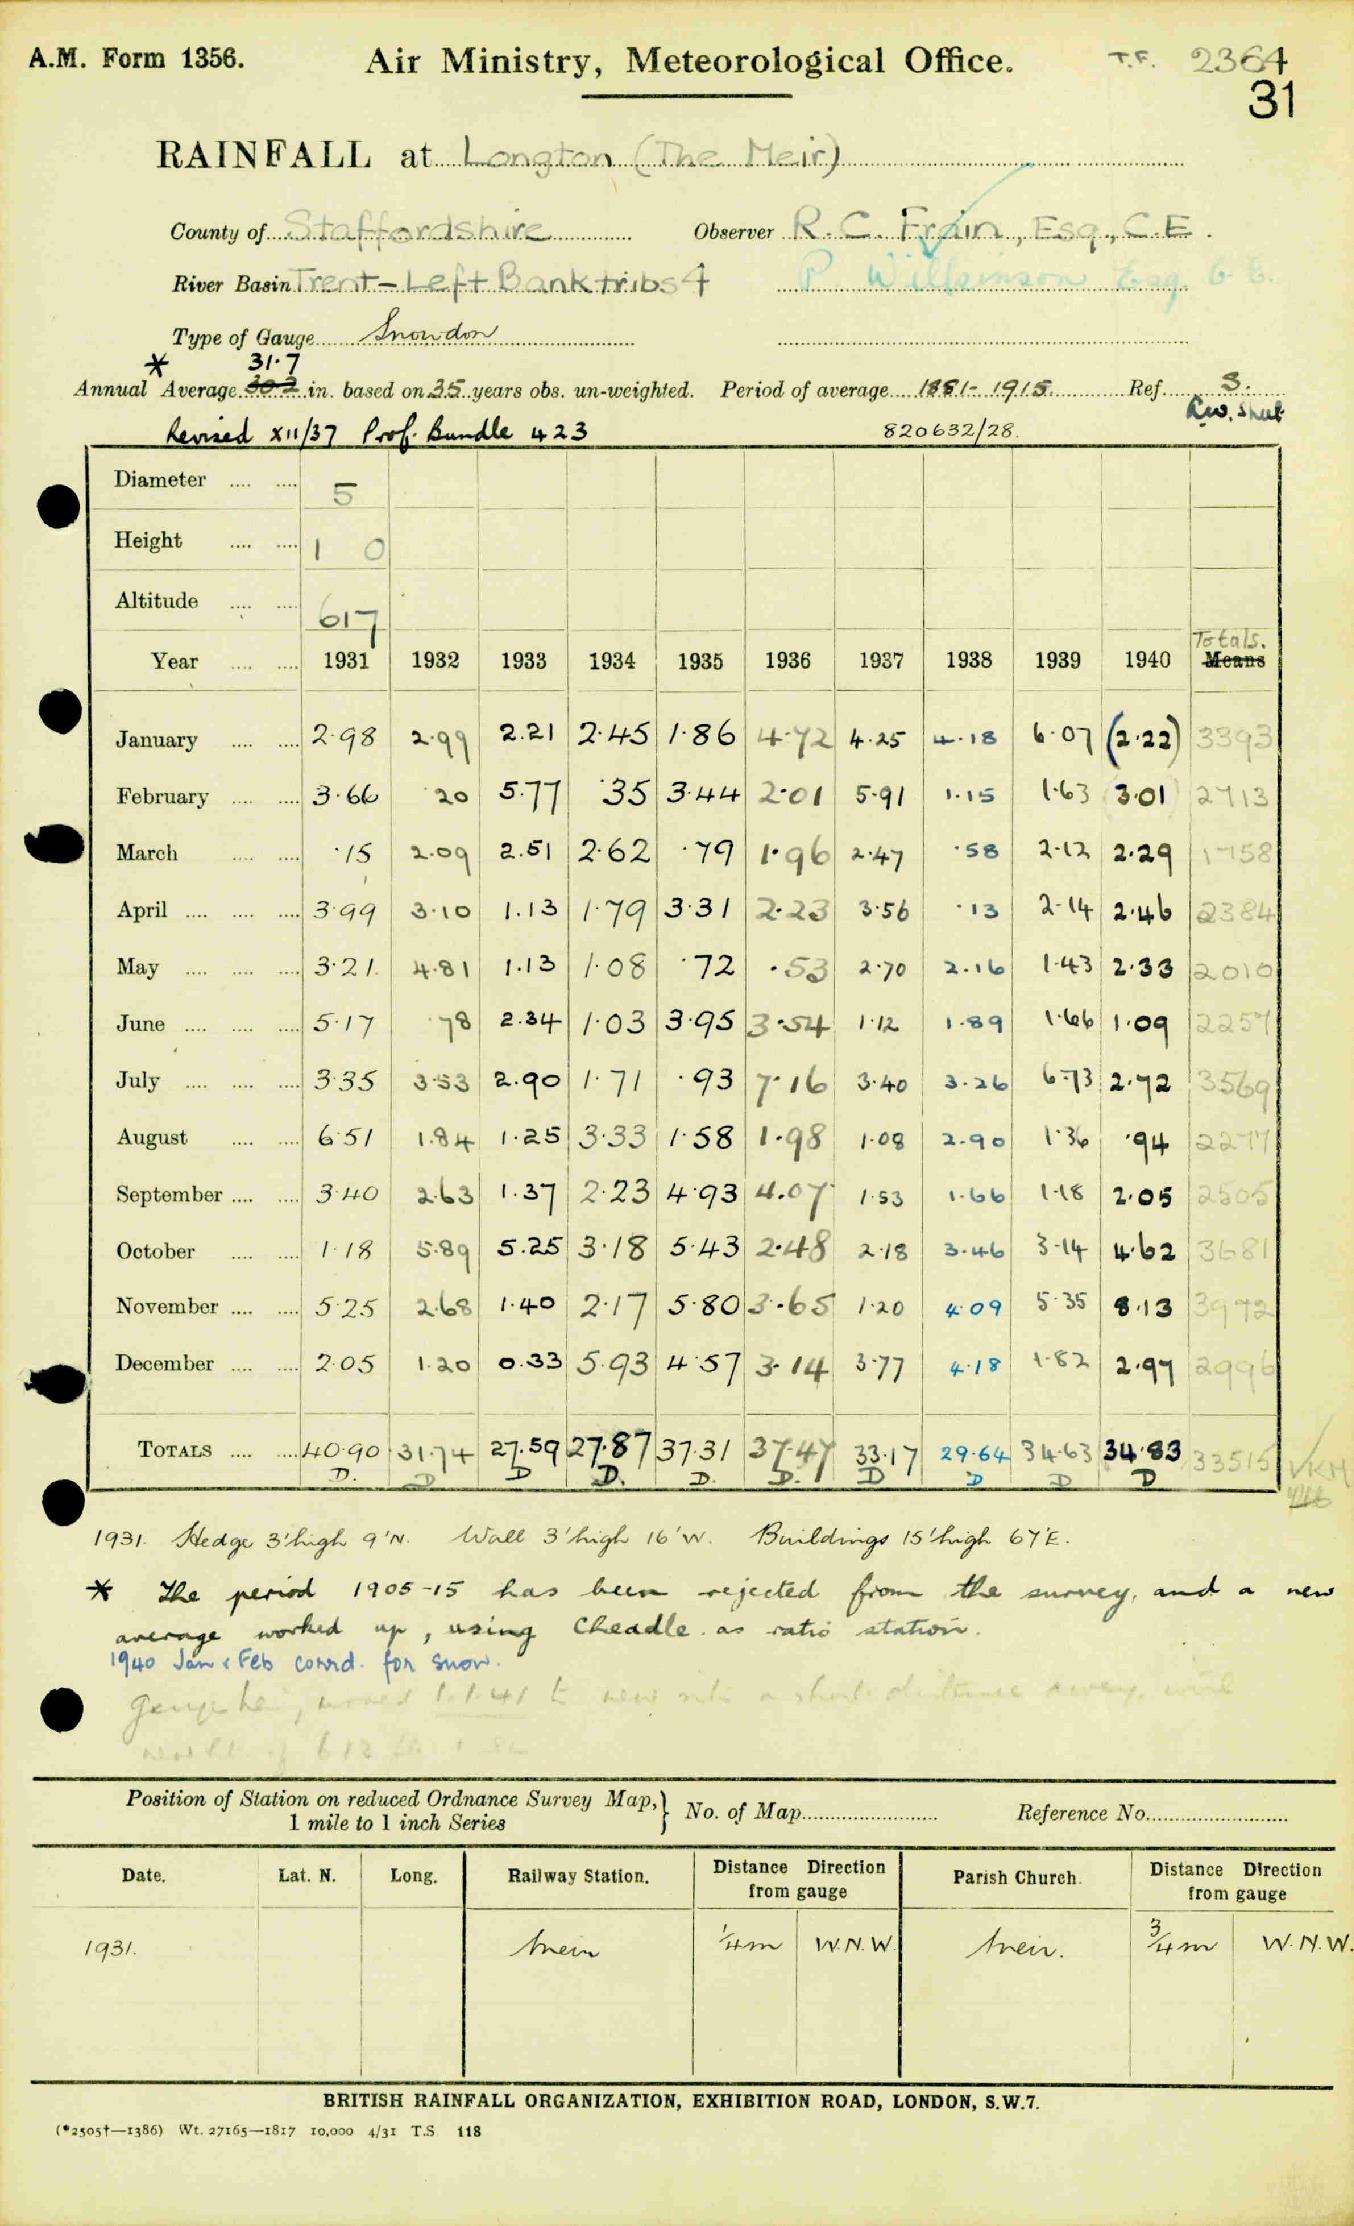 A.M. Form 1356. Air Ministry, Meteorological Office. T.F. 2364
31
RAINFALL at Longton (The Meir)
County of Staffordshire Observer R.C. Frain, Esq., C.E.
River Basin Trent - Left Bank tribs 4 P. Wilkinson Esq. C.E.
Type of Gauge Snowdon
* 31.7
Annual Average 30.2 in. based on 35 years obs. un-weighted. Period of average 1881-1915 Ref. S.
Revised XII/37 Prof. Bundle 423 820632/28
Diameter 5
Height 1 0
Altitude 617
Totals.
Year 1931 1932 1933 1934 1935 1936 1937 1938 1939 1940 Means
January 2.98 2.99 2.21 2.45 1.86 4.72 4.25 4.18 6.07 (2.22) 3393
February 3.66 .20 5.77 .35 3.44 2.01 5.91 1.15 1.63 3.01 2713
March .15 2.09 2.51 2.62 .79 1.96 2.47 .58 2.12 2.29 1758
April 3.99 3.10 1.13 1.79 3.31 2.23 3.56 .13 2.14 2.46 2384
May 3.21 4.81 1.13 1.08 .72 .53 2.70 2.16 1.43 2.33 2010
June 5.17 .78 2.34 1.03 3.95 3.54 1.12 1.89 1.66 1.09 2257
July 3.35 3.53 2.90 1.71 .93 7.16 3.40 3.26 6.73 2.72 3569
August 6.51 1.84 1.25 3.33 1.58 1.98 1.08 2.90 1.36 .94 2277
September 3.40 2.63 1.37 2.23 4.93 4.07 1.53 1.66 1.18 2.05 2505
October 1.18 5.89 5.25 3.18 5.43 2.48 2.18 3.46 3.14 4.62 3681
November 5.25 2.68 1.40 2.17 5.80 3.65 1.20 4.09 5.35 8.13 3972
December 2.05 1.20 0.33 5.93 4.57 3.14 3.77 4.18 1.82 2.97 2996
TOTALS 40.90 31.74 27.59 27.87 37.31 37.47 33.17 29.64 34.63 34.83 33515
D. D D D. D. D. D D D D
1931. Hedge 3' high 9' N. Wall 3' high 16' W. Buildings 15' high 67' E.
* The period 1905-15 has been rejected from the survey, and a new
average worked up, using Cheadle as ratio station.
1940 Jan & Feb corrd. for snow.
moved 1.1.41 to new site a short distance away
Position of Station on reduced Ordnance Survey Map, } No. of Map Reference No.
1 mile to 1 inch Series
Date. Lat. N. Long. Railway Station. Distance Direction Parish Church. Distance Direction
from gauge from gauge
1931. Meir 1/4 m W.N.W. Meir. 3/4 m W.N.W.
BRITISH RAINFALL ORGANIZATION, EXHIBITION ROAD, LONDON, S.W.7.
(*2505†—1386) Wt. 27165—1817 10,000 4/31 T.S 118